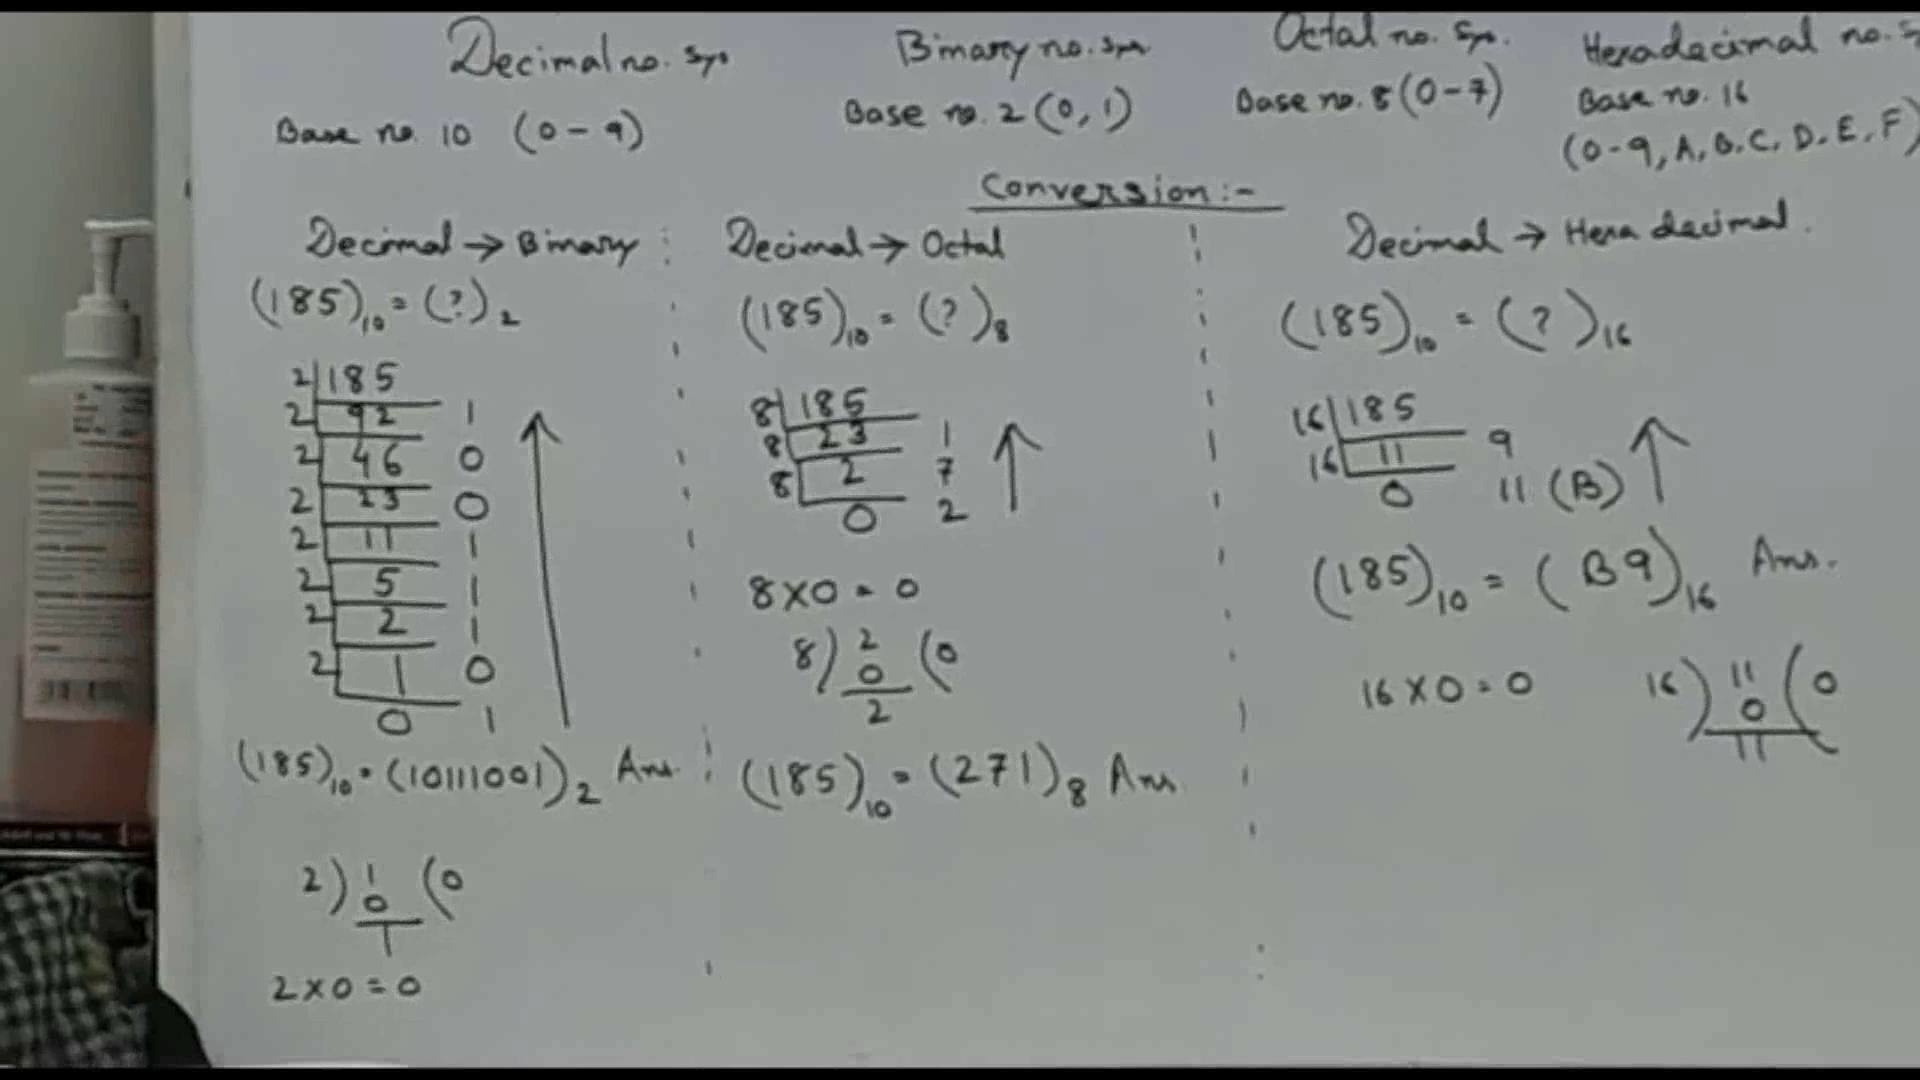 Decimal no. Sys
Base no. 10 (0-9)
Binary no. Sys.
Base no. 2 (0,1)
Octal no. Sys.
Base no. 8 (0-7)
Hexadecimal no.
Base no. 16
(0-9, A, B, C, D, E, F)
Conversion:-
Decimal → Binary
(185)₁₀ = (?)₂
2 185
2 92 1
2 46 0
2 23 0
2 11 1
2 5 1
2 2 1
2 1 0
0 1
(185)₁₀ = (10111001)₂ Ans.
2) 1 (0
0
1
2×0=0
Decimal → Octal
(185)₁₀ = (?)₈
8 185
8 23 1
8 2 7
0 2
8×0=0
8) 2 (0
0
2
(185)₁₀ = (271)₈ Ans.
Decimal → Hexadecimal.
(185)₁₀ = (?)₁₆
16 185
16 11 9
0 11 (B)
(185)₁₀ = (B9)₁₆ Ans.
16×0=0
16) 11 (0
0
11